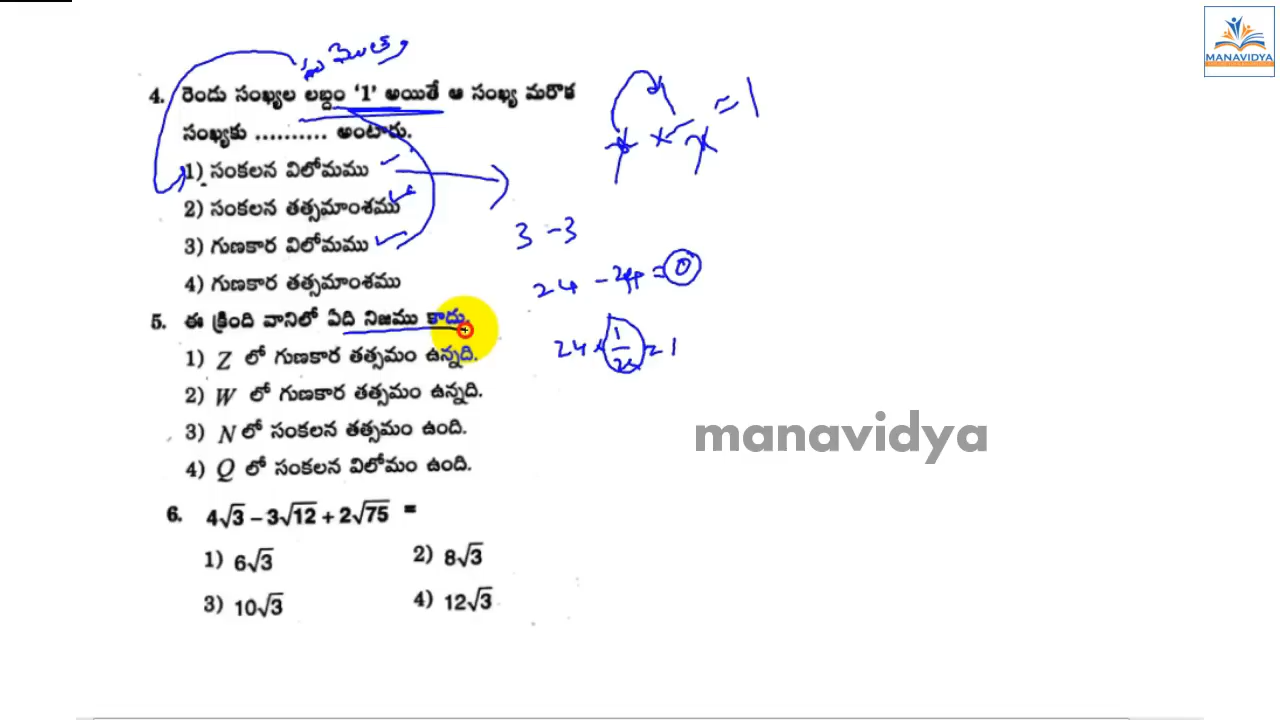 MANAVIDYA
మొత్తం
4. రెండు సంఖ్యల లబ్దం '1' అయితే ఆ సంఖ్య మరొక
సంఖ్యకు .......... అంటారు.
= 1
1) సంకలన విలోమము
2) సంకలన తత్సమాంశము
3) గుణకార విలోమము
4) గుణకార తత్సమాంశము
3 -3
24 - 24 = 0
24 × 1/24 = 1
5. ఈ క్రింది వానిలో ఏది నిజము కాదు.
1) Z లో గుణకార తత్సమం ఉన్నది.
2) W లో గుణకార తత్సమం ఉన్నది.
3) N లో సంకలన తత్సమం ఉంది.
4) Q లో సంకలన విలోమం ఉంది.
manavidya
6. 4√3 – 3√12 + 2√75 =
1) 6√3 2) 8√3
3) 10√3 4) 12√3